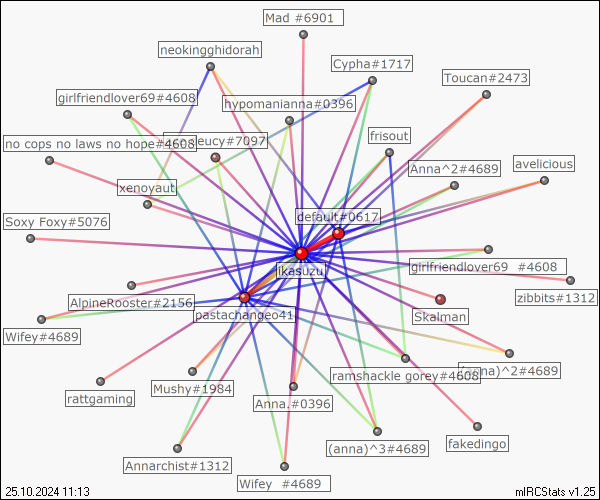 Mad #6901
neokingghidorah
Cypha#1717
Toucan#2473
girlfriendlover69#4608
hypomanianna#0396
frisout
no cops no laws no hope#4608
eucy#7097
Anna^2#4689
avelicious
xenoyaut
default#0617
Soxy Foxy#5076
ikasuzu
girlfriendlover69 #4608
zibbits#1312
AlpineRooster#2156
pastachangeo41
Skalman
Wifey#4689
ramshackle gorey#4608
(anna)^2#4689
Mushy#1984
rattgaming
Anna.#0396
(anna)^3#4689
fakedingo
Annarchist#1312
Wifey #4689
25.10.2024 11:13
mIRCStats v1.25